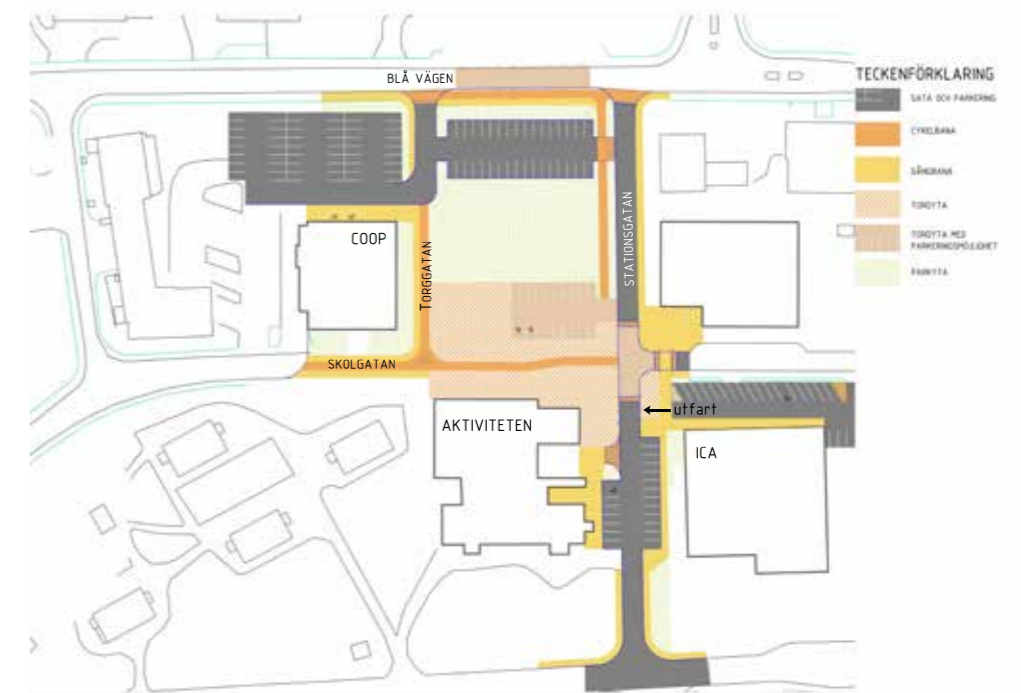 BLÅ VÄGEN
TECKENFÖRKLARING
GATA OCH PARKERING
CYKELBANA
GÅNGBANA
TORGYTA
TORGYTA MED
PARKERINGSMÖJLIGHET
PARKYTA
COOP
TORGGATAN
STATIONSGATAN
SKOLGATAN
utfart
AKTIVITETEN
ICA